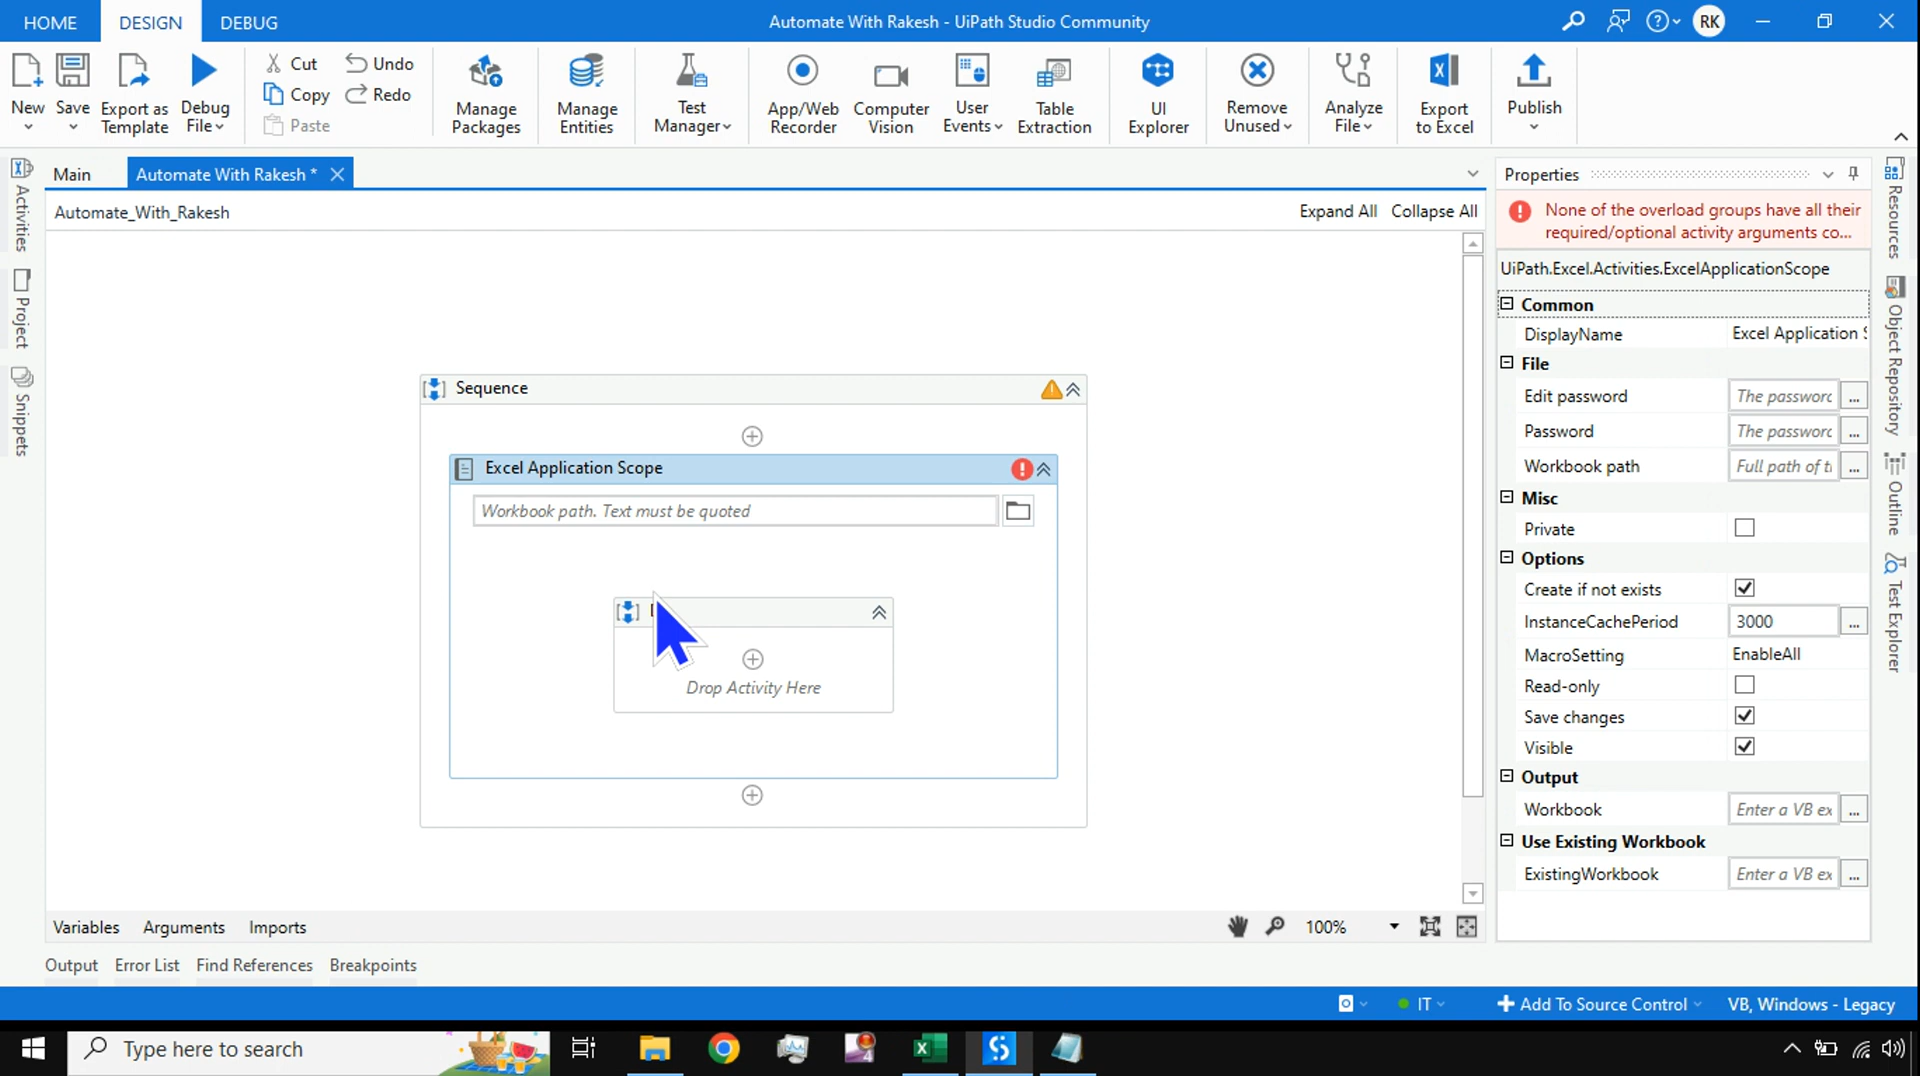 HOME
DESIGN
DEBUG
Automate With Rakesh - UiPath Studio Community
RK
New
Save
Export as
Template
Debug
File
Cut
Copy
Paste
Undo
Redo
Manage
Packages
Manage
Entities
Test
Manager
App/Web
Recorder
Computer
Vision
User
Events
Table
Extraction
UI
Explorer
Remove
Unused
Analyze
File
Export
to Excel
Publish
Activities
Project
Snippets
Main
Automate With Rakesh *
Automate_With_Rakesh
Expand All
Collapse All
Sequence
Excel Application Scope
Workbook path. Text must be quoted
Drop Activity Here
Properties
None of the overload groups have all their
required/optional activity arguments co...
UiPath.Excel.Activities.ExcelApplicationScope
Common
DisplayName
Excel Application
File
Edit password
The password
...
Password
The password
...
Workbook path
Full path of
...
Misc
Private
Options
Create if not exists
InstanceCachePeriod
3000
...
MacroSetting
EnableAll
Read-only
Save changes
Visible
Output
Workbook
Enter a VB ex
...
Use Existing Workbook
ExistingWorkbook
Enter a VB ex
...
Resources
Object Repository
Outline
Test Explorer
Variables
Arguments
Imports
100%
Output
Error List
Find References
Breakpoints
IT
Add To Source Control
VB, Windows - Legacy
Type here to search
4